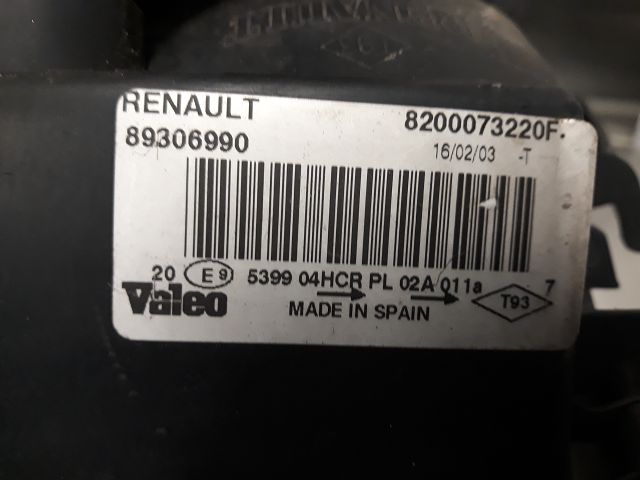 RENAULT 8200073220F.
89306990 16/02/03 -T
20 E9 5399 04HCR PL 02A 011a 7
Valeo MADE IN SPAIN T93